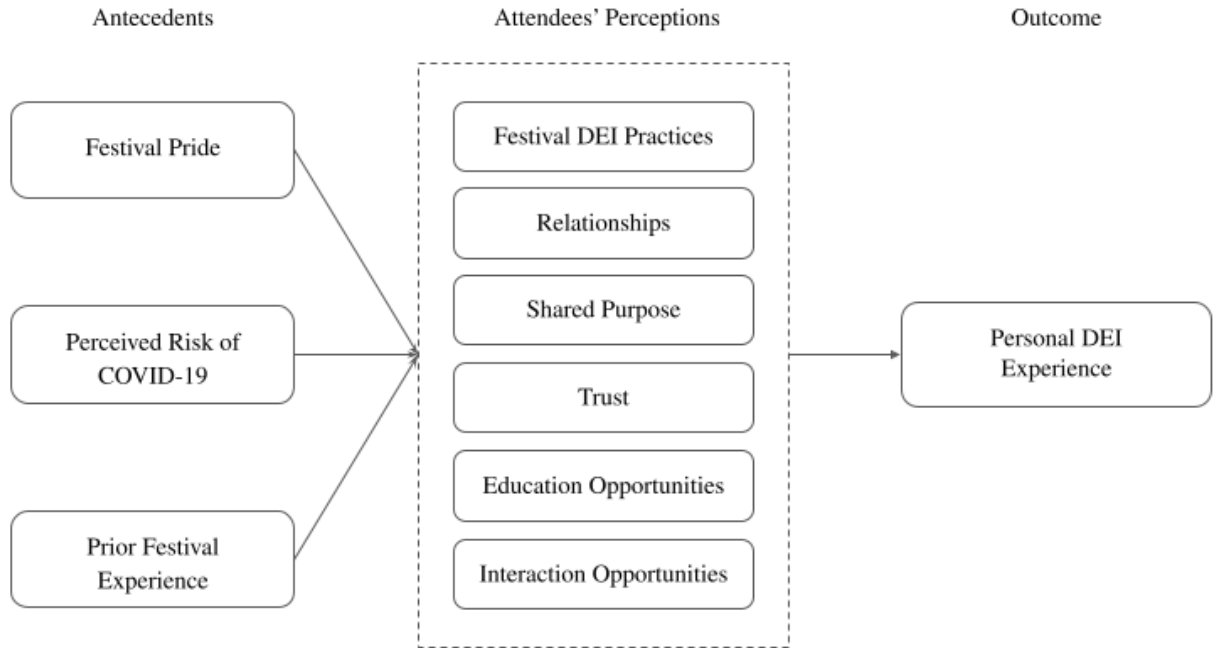 Antecedents
Attendees’ Perceptions
Outcome
Festival Pride
Perceived Risk of
COVID-19
Prior Festival
Experience
Festival DEI Practices
Relationships
Shared Purpose
Trust
Education Opportunities
Interaction Opportunities
Personal DEI
Experience